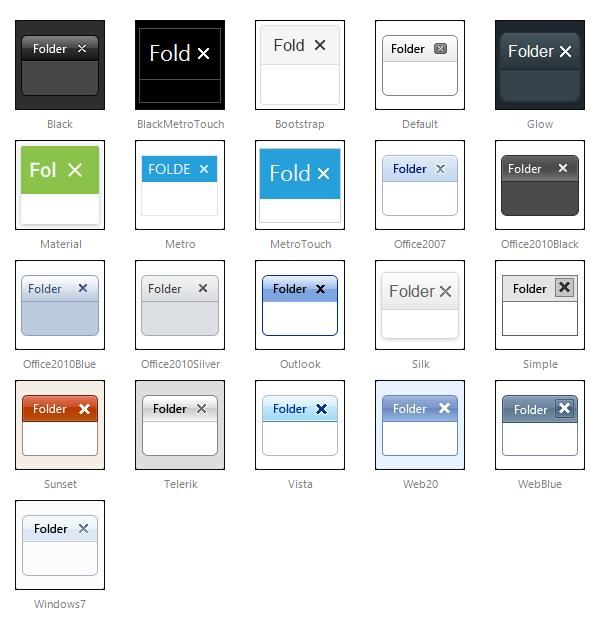 Folder Fold Fold Folder Folder
Black BlackMetroTouch Bootstrap Default Glow
Fol FOLDE Fold Folder Folder
Material Metro MetroTouch Office2007 Office2010Black
Folder Folder Folder Folder Folder
Office2010Blue Office2010Silver Outlook Silk Simple
Folder Folder Folder Folder Folder
Sunset Telerik Vista Web20 WebBlue
Folder
Windows7